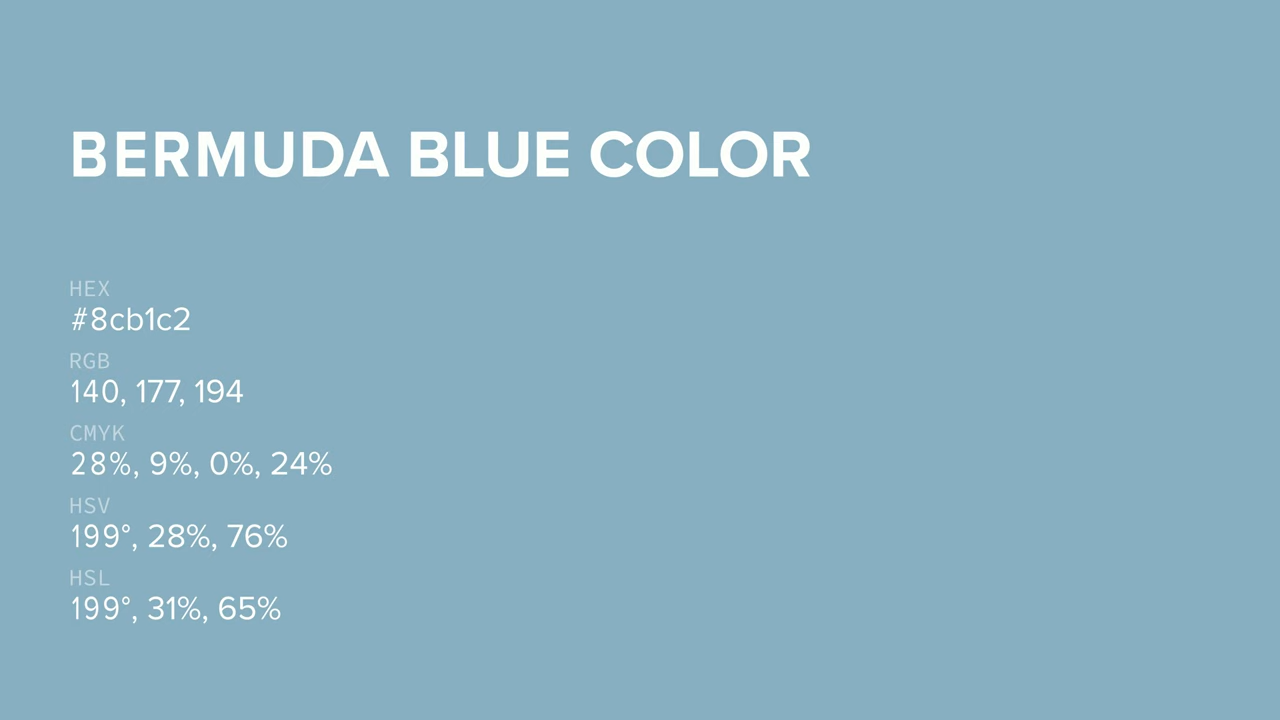 BERMUDA BLUE COLOR
HEX
#8cb1c2
RGB
140, 177, 194
CMYK
28%, 9%, 0%, 24%
HSV
199°, 28%, 76%
HSL
199°, 31%, 65%